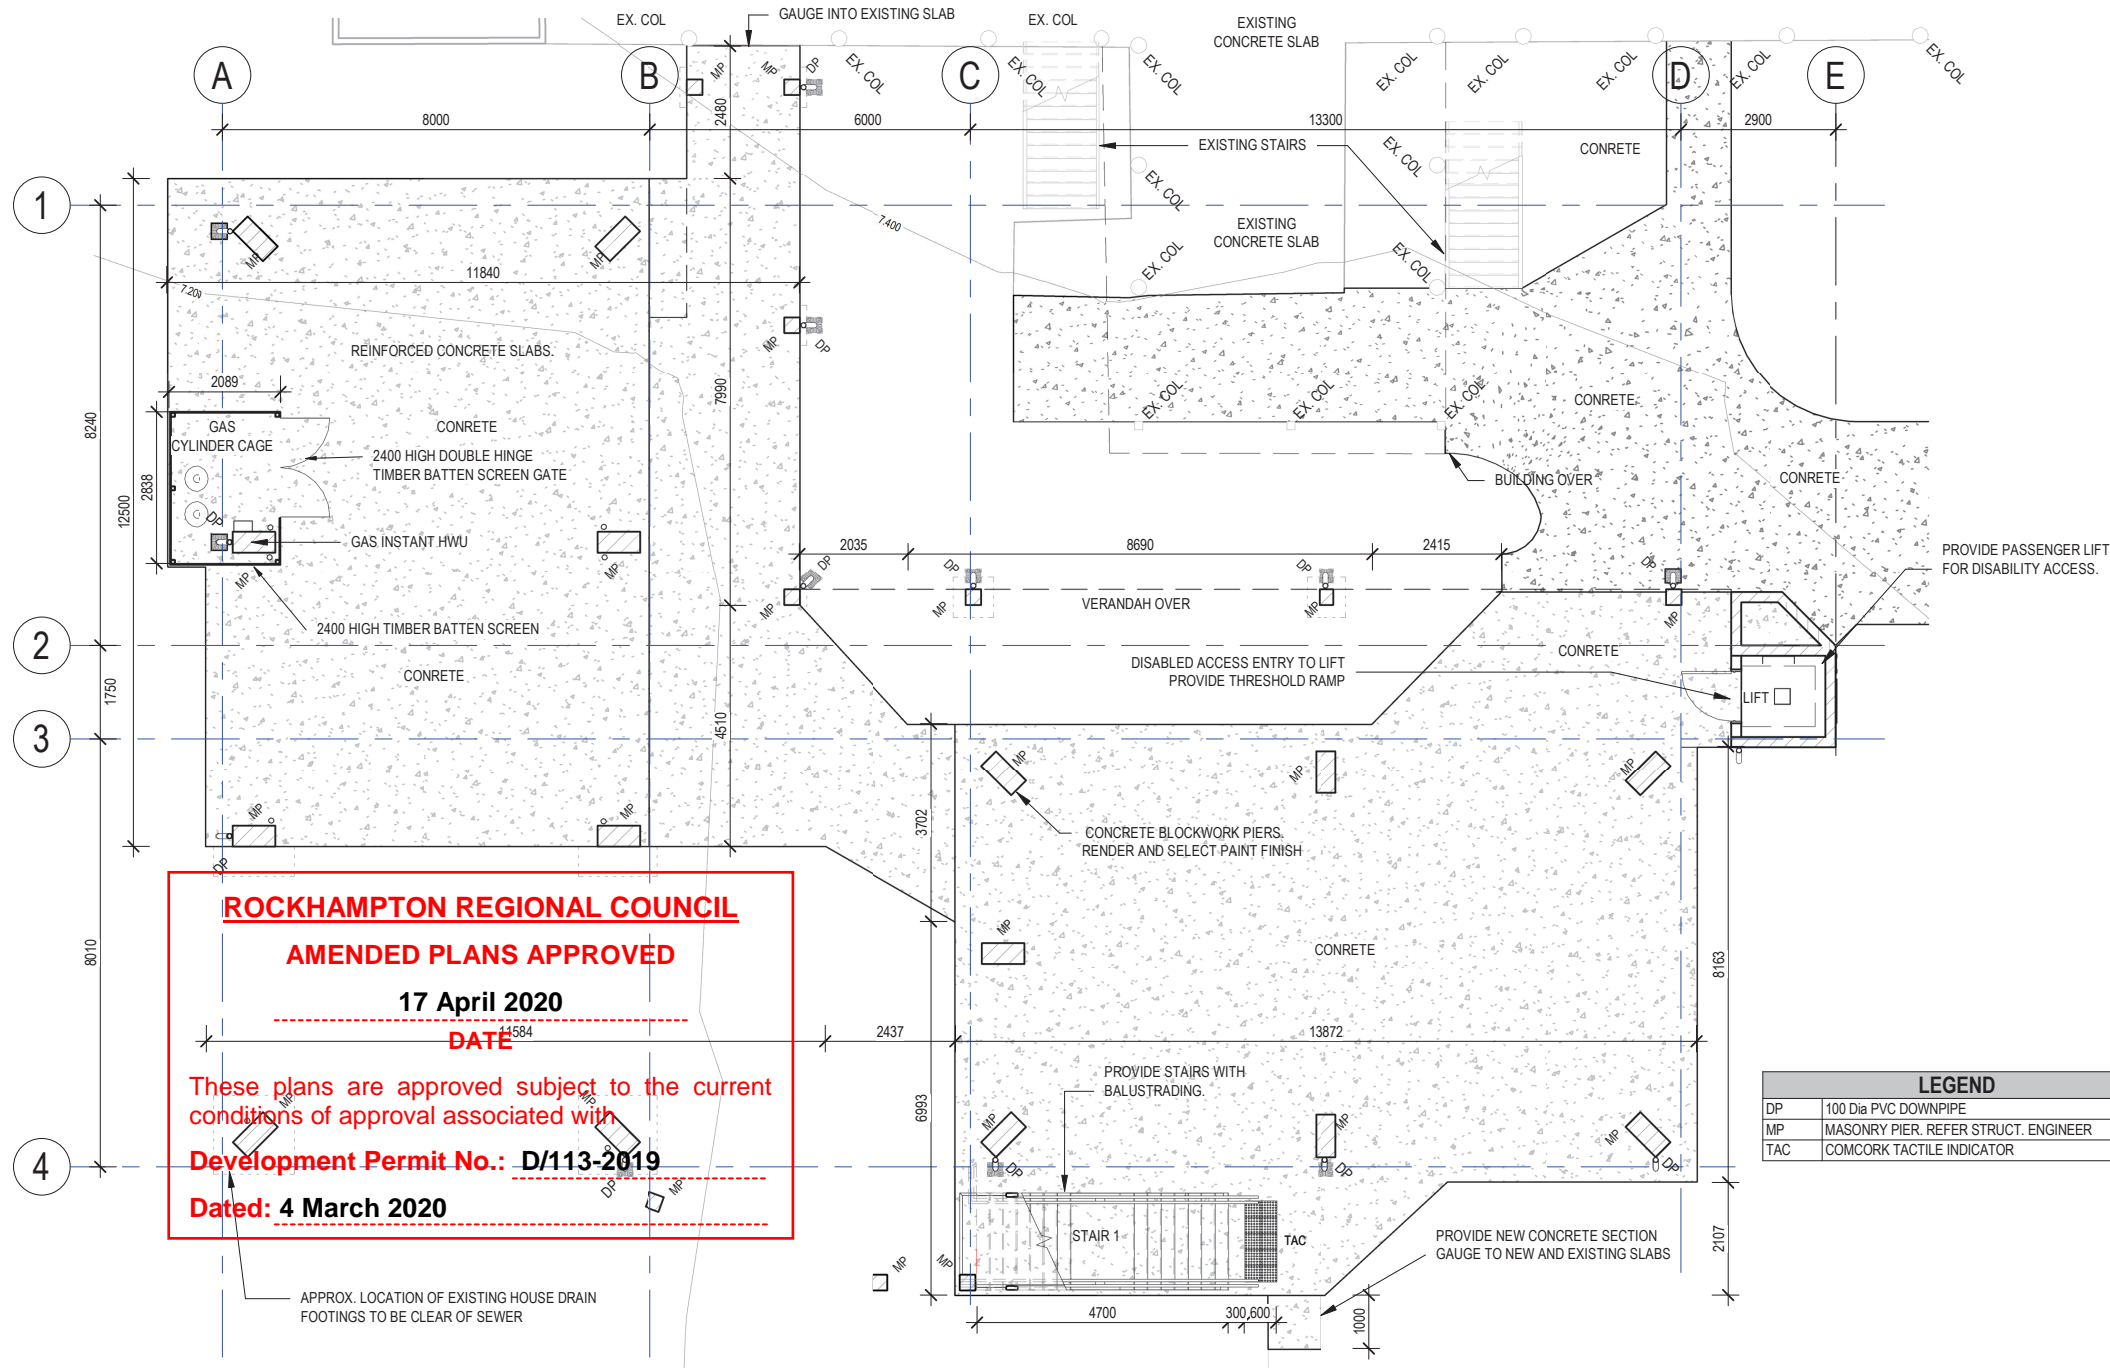 EX. COL
GAUGE INTO EXISTING SLAB
EX. COL
EXISTING
CONCRETE SLAB
A
B
C
D
E
MP
MP
DP
EX. COL
EX. COL
EX. COL
EX. COL
EX. COL
EX. COL
EX. COL
EX. COL
8000
2480
6000
13300
2900
EXISTING STAIRS
CONRETE
EX. COL
EX. COL
1
7.400
EXISTING
CONCRETE SLAB
MP
MP
EX. COL
EX. COL
11840
7.200
REINFORCED CONCRETE SLABS.
MP
DP
2089
7990
EX. COL
EX. COL
EX. COL
CONRETE
8240
GAS
CYLINDER CAGE
CONRETE
2400 HIGH DOUBLE HINGE
TIMBER BATTEN SCREEN GATE
2838
12500
BUILDING OVER
CONRETE
DP
GAS INSTANT HWU
MP
MP
2035
8690
2415
DP
DP
DP
DP
PROVIDE PASSENGER LIFT
FOR DISABILITY ACCESS.
MP
MP
MP
MP
VERANDAH OVER
2400 HIGH TIMBER BATTEN SCREEN
2
CONRETE
DISABLED ACCESS ENTRY TO LIFT
PROVIDE THRESHOLD RAMP
CONRETE
LIFT
11750
4510
3
MP
MP
MP
MP
MP
3702
CONCRETE BLOCKWORK PIERS.
RENDER AND SELECT PAINT FINISH
DP
ROCKHAMPTON REGIONAL COUNCIL
AMENDED PLANS APPROVED
17 April 2020
DATE
11584
2437
13872
MP
CONRETE
8010
8163
These plans are approved subject to the current
conditions of approval associated with
MP
MP
Development Permit No.: D/113-2019
Dated: 4 March 2020
DP
MP
PROVIDE STAIRS WITH
BALUSTRADING.
6993
MP
MP
MP
DP
DP
DP
4
LEGEND
DP 100 Dia PVC DOWNPIPE
MP MASONRY PIER. REFER STRUCT. ENGINEER
TAC COMCORK TACTILE INDICATOR
STAIR 1
TAC
MP
MP
PROVIDE NEW CONCRETE SECTION
GAUGE TO NEW AND EXISTING SLABS
2107
APPROX. LOCATION OF EXISTING HOUSE DRAIN
FOOTINGS TO BE CLEAR OF SEWER
4700
300
600
1000